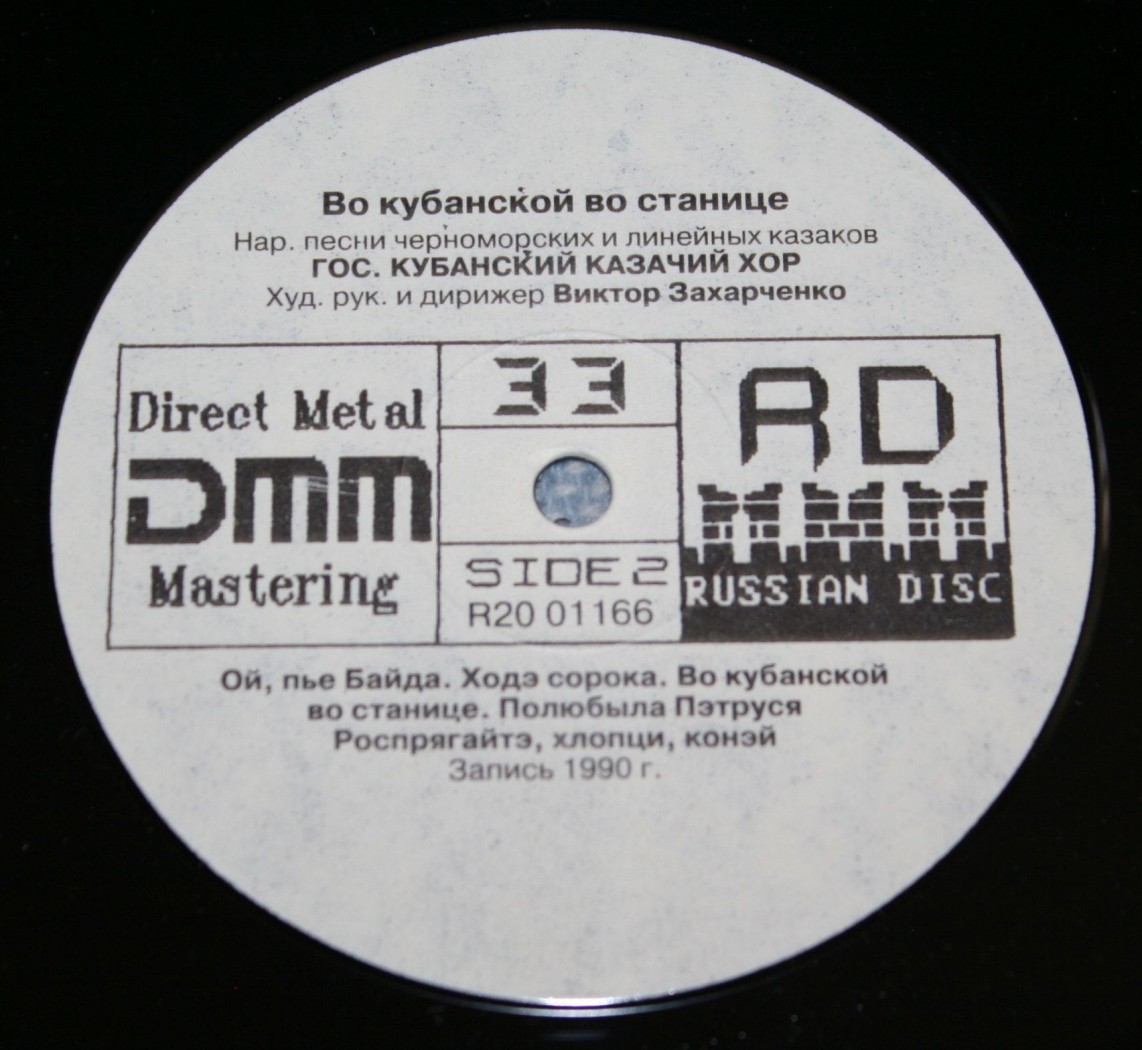 Во кубанской во станице
Нар. песни черноморских и линейных казаков
ГОС. КУБАНСКИЙ КАЗАЧИЙ ХОР
Худ. рук. и дирижер Виктор Захарченко
Direct Metal
DMM
Mastering
33
SIDE 2
R20 01166
RD
RUSSIAN DISC
Ой, пье Байда. Ходэ сорока. Во кубанской
во станице. Полюбыла Пэтруся
Роспрягайтэ, хлопци, конэй
Запись 1990 г.